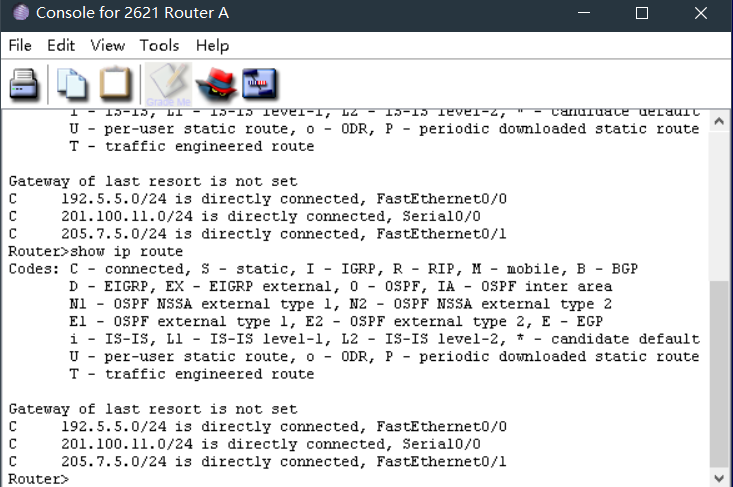 Console for 2621 Router A
File Edit View Tools Help
Grade Me
i - IS-IS, L1 - IS-IS level-1, L2 - IS-IS level-2, * - candidate default
U - per-user static route, o - ODR, P - periodic downloaded static route
T - traffic engineered route
Gateway of last resort is not set
C 192.5.5.0/24 is directly connected, FastEthernet0/0
C 201.100.11.0/24 is directly connected, Serial0/0
C 205.7.5.0/24 is directly connected, FastEthernet0/1
Router>show ip route
Codes: C - connected, S - static, I - IGRP, R - RIP, M - mobile, B - BGP
D - EIGRP, EX - EIGRP external, O - OSPF, IA - OSPF inter area
N1 - OSPF NSSA external type 1, N2 - OSPF NSSA external type 2
E1 - OSPF external type 1, E2 - OSPF external type 2, E - EGP
i - IS-IS, L1 - IS-IS level-1, L2 - IS-IS level-2, * - candidate default
U - per-user static route, o - ODR, P - periodic downloaded static route
T - traffic engineered route
Gateway of last resort is not set
C 192.5.5.0/24 is directly connected, FastEthernet0/0
C 201.100.11.0/24 is directly connected, Serial0/0
C 205.7.5.0/24 is directly connected, FastEthernet0/1
Router>